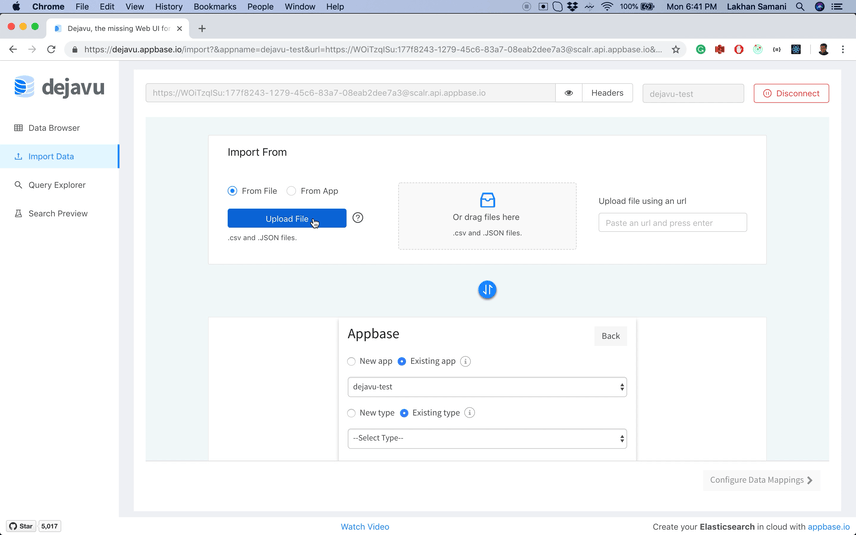 Chrome File Edit View History Bookmarks People Window Help 100% Mon 6:41 PM Lakhan Samani
Dejavu, the missing Web UI for
https://dejavu.appbase.io/import?&appname=dejavu-test&url=https://WOiTzqlSu:177f8243-1279-45c6-83a7-08eab2dee7a3@scalr.api.appbase.io&...
dejavu
https://WOiTzqlSu:177f8243-1279-45c6-83a7-08eab2dee7a3@scalr.api.appbase.io Headers dejavu-test Disconnect
Data Browser
Import Data
Query Explorer
Search Preview
Import From
From File From App
Upload File
.csv and .JSON files.
Or drag files here
.csv and .JSON files.
Upload file using an url
Paste an url and press enter
Appbase Back
New app Existing app
dejavu-test
New type Existing type
--Select Type--
Configure Data Mappings
Star 5,017 Watch Video Create your Elasticsearch in cloud with appbase.io